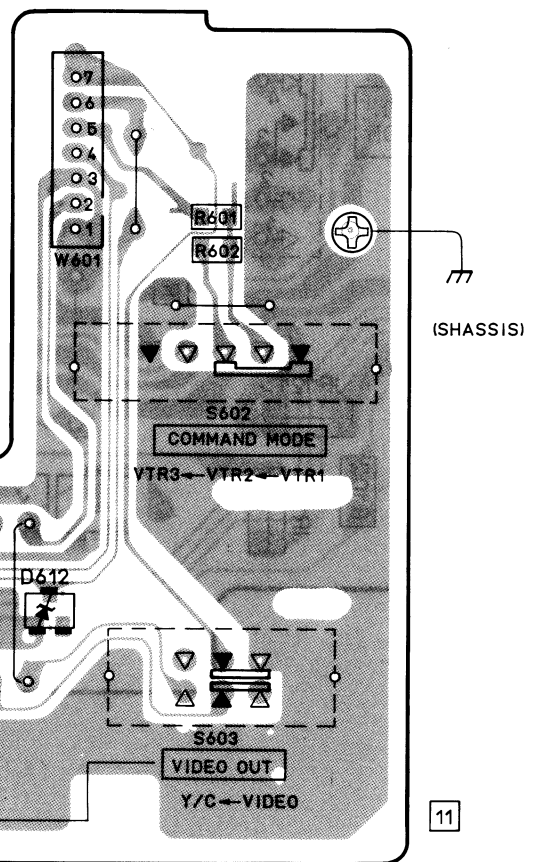 7
6
5
4
3
2
1
W601
R601
R602
(SHASSIS)
S602
COMMAND MODE
VTR3←VTR2←VTR1
D612
S603
VIDEO OUT
Y/C←VIDEO
11